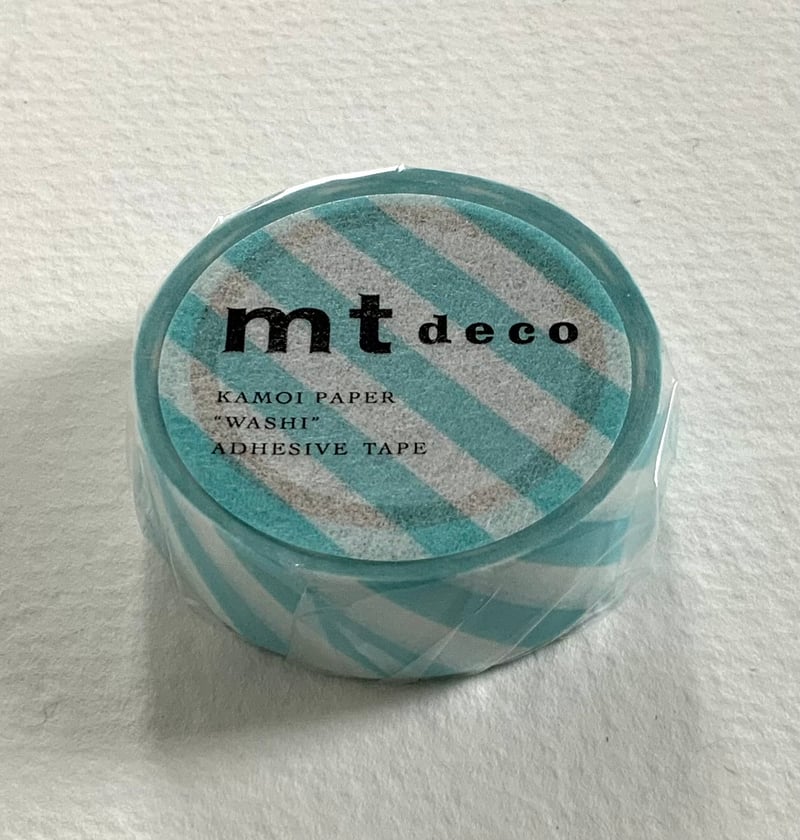 mt deco
KAMOI PAPER
"WASHI"
ADHESIVE TAPE